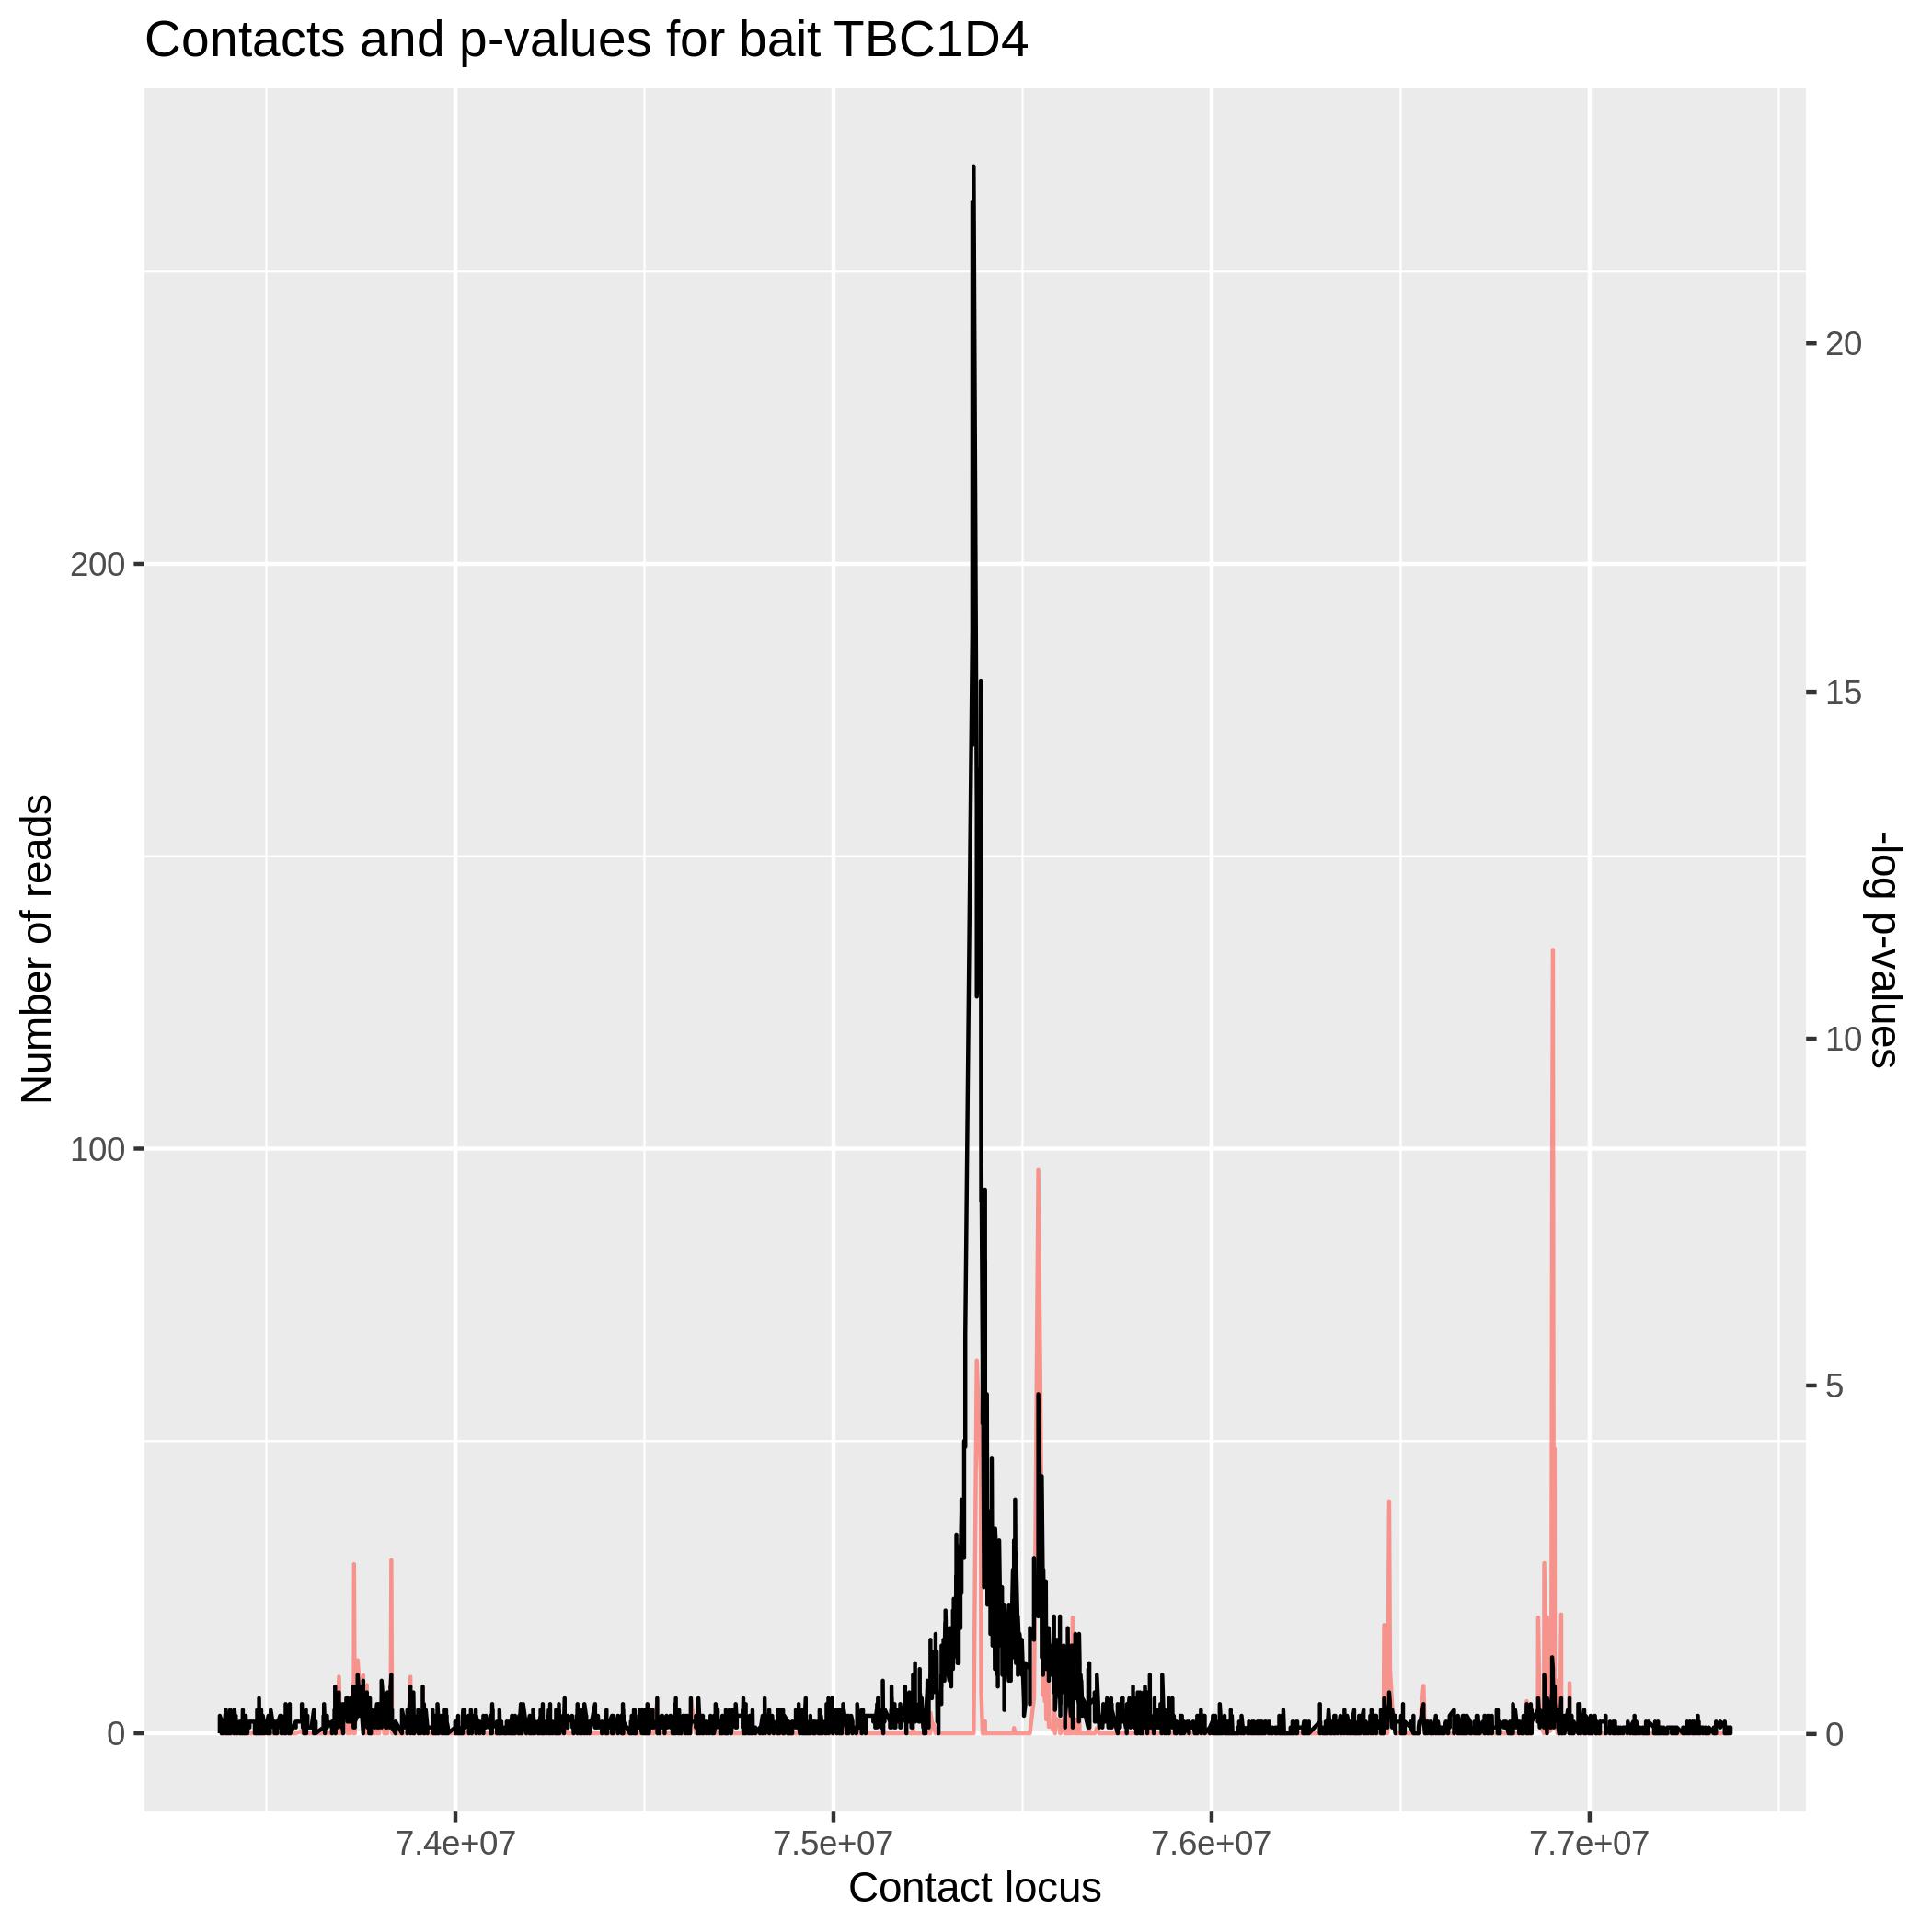 Contacts and p-values for bait TBC1D4
Number of reads
200
100
0
20
15
10
5
0
-log p-values
7.4e+07 7.5e+07 7.6e+07 7.7e+07
Contact locus